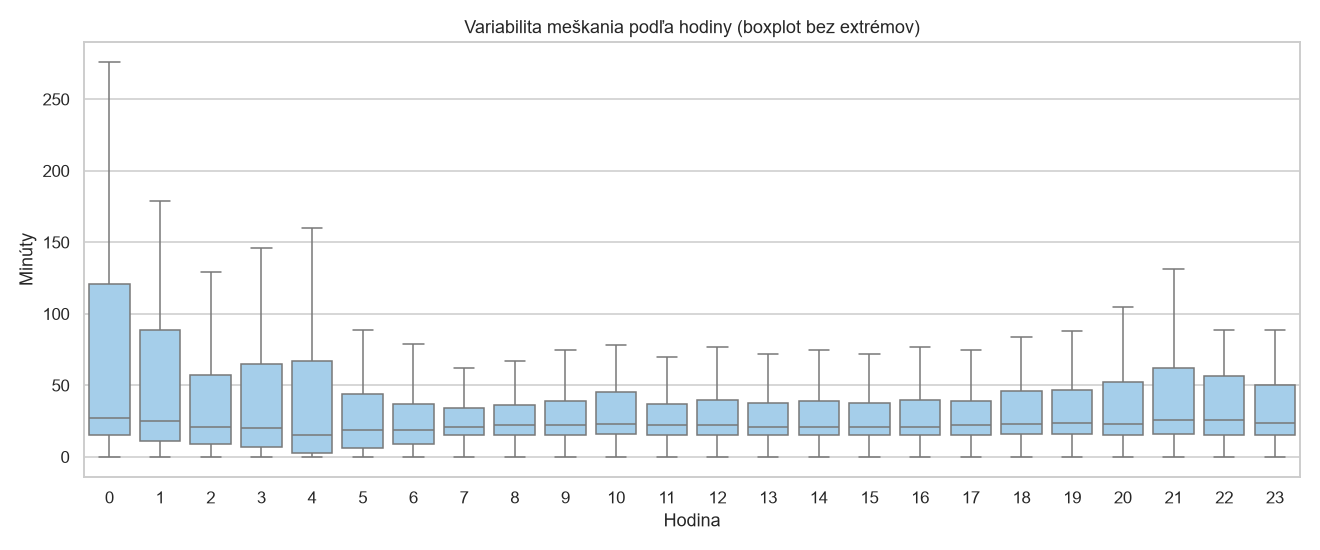 Variabilita meškania podľa hodiny (boxplot bez extrémov)
Minúty
250
200
150
100
50
0
0 1 2 3 4 5 6 7 8 9 10 11 12 13 14 15 16 17 18 19 20 21 22 23
Hodina